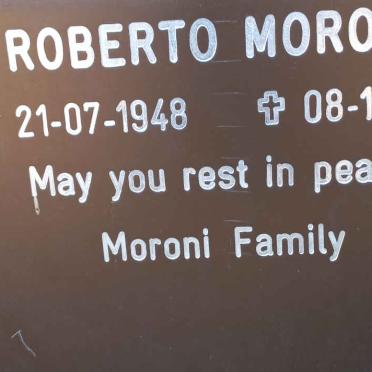 ROBERTO MORO
21-07-1948 ✝ 08-1
May you rest in pea
Moroni Family